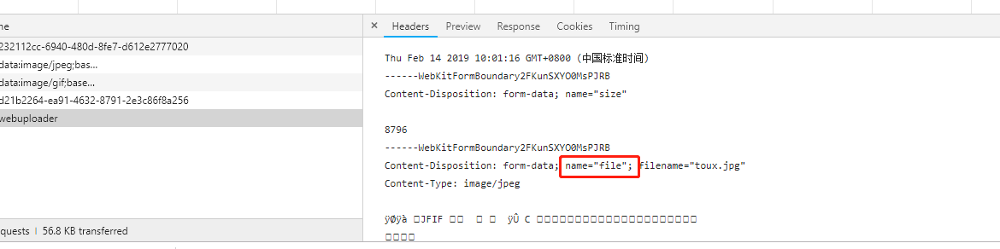 me
Headers Preview Response Cookies Timing
232112cc-6940-480d-8fe7-d612e2777020
data:image/jpeg;bas...
data:image/gif;base...
d21b2264-ea91-4632-8791-2e3c86f8a256
webuploader
quests | 56.8 KB transferred
Thu Feb 14 2019 10:01:16 GMT+0800 (中国标准时间)
------WebKitFormBoundary2FKunSXYO0MsPJRB
Content-Disposition: form-data; name="size"
8796
------WebKitFormBoundary2FKunSXYO0MsPJRB
Content-Disposition: form-data; name="file"; filename="toux.jpg"
Content-Type: image/jpeg
ÿØÿà JFIF ÿÛ C